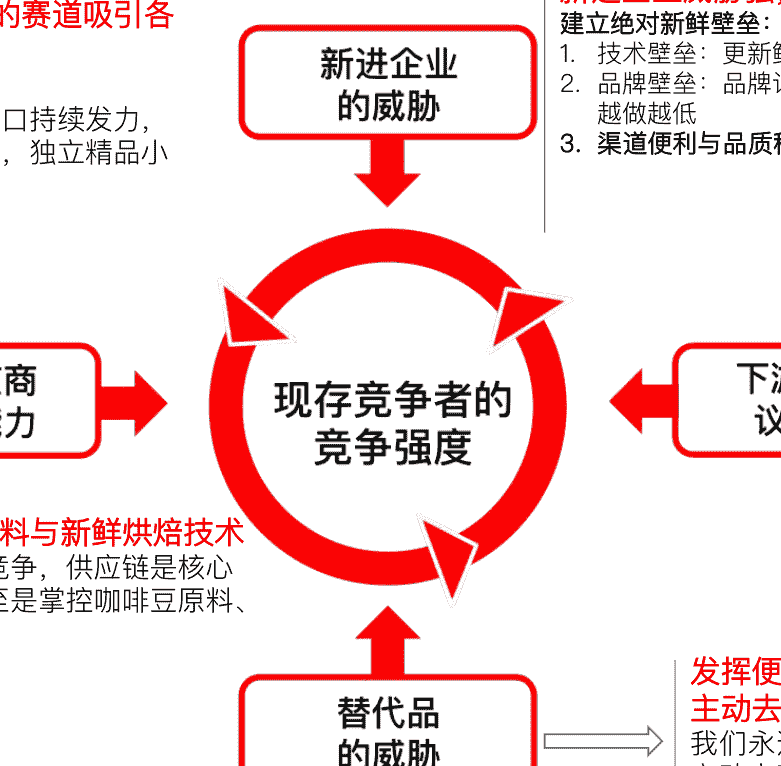 的赛道吸引各
口持续发力，
，独立精品小
新进企业
的威胁
建立绝对新鲜壁垒：
1. 技术壁垒：更新
2. 品牌壁垒：品牌
越做越低
3. 渠道便利与品质
商
力
现存竞争者的
竞争强度
下
议
料与新鲜烘焙技术
竞争，供应链是核心
至是掌控咖啡豆原料、
替代品
的威胁
发挥便
主动去
我们永